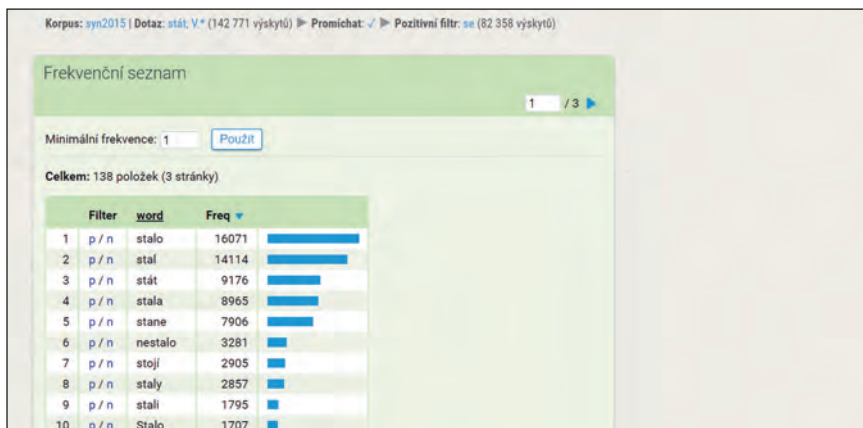 Korpus: syn2015 | Dotaz: stát, V.* (142 771 výskytů) ▶ Promíchat: ✓ ▶ Pozitivní filtr: se (82 358 výskytů)
Frekvenční seznam
1 / 3 ▶
Minimální frekvence: 1 Použít
Celkem: 138 položek (3 stránky)
Filter word Freq ▼
1 p / n stalo 16071
2 p / n stal 14114
3 p / n stát 9176
4 p / n stala 8965
5 p / n stane 7906
6 p / n nestalo 3281
7 p / n stojí 2905
8 p / n staly 2857
9 p / n stali 1795
10 p / n Stalo 1707